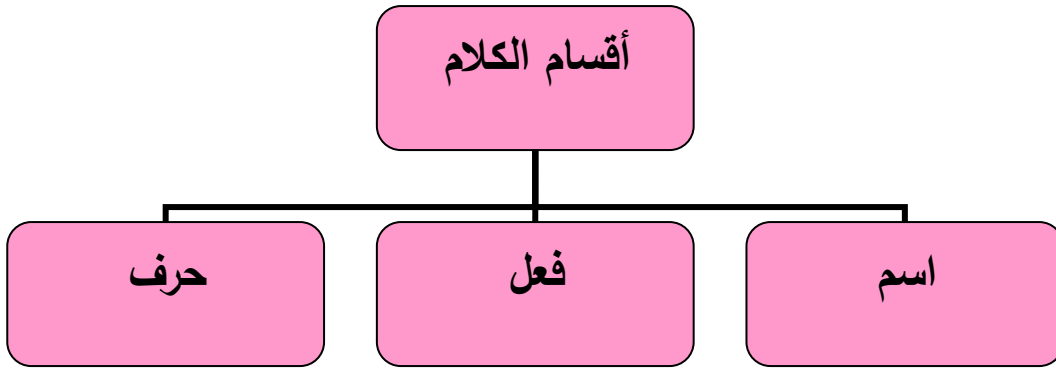 أقسام الكلام
اسم
فعل
حرف